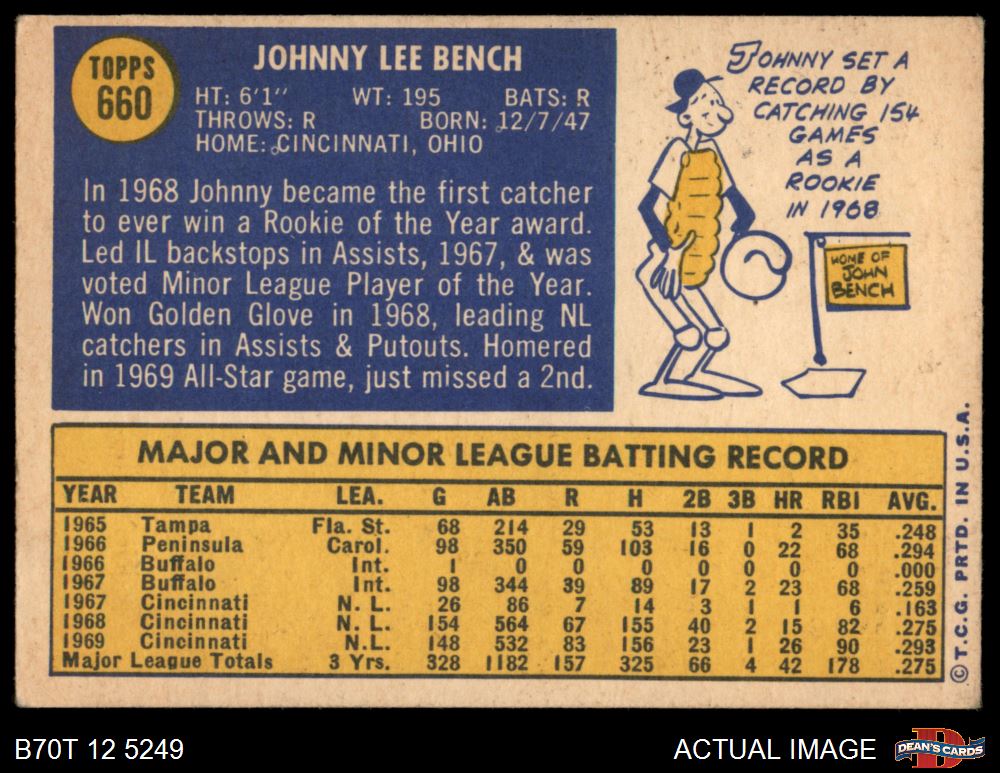 TOPPS
660
JOHNNY LEE BENCH
HT: 6'1" WT: 195 BATS: R
THROWS: R BORN: 12/7/47
HOME: CINCINNATI, OHIO
In 1968 Johnny became the first catcher
to ever win a Rookie of the Year award.
Led IL backstops in Assists, 1967, & was
voted Minor League Player of the Year.
Won Golden Glove in 1968, leading NL
catchers in Assists & Putouts. Homered
in 1969 All-Star game, just missed a 2nd.
JOHNNY SET A
RECORD BY
CATCHING 154
GAMES
AS A
ROOKIE
IN 1968
HOME OF
JOHN
BENCH
MAJOR AND MINOR LEAGUE BATTING RECORD
YEAR TEAM LEA. G AB R H 2B 3B HR RBI AVG.
1965 Tampa Fla. St. 68 214 29 53 13 1 2 35 .248
1966 Peninsula Carol. 98 350 59 103 16 0 22 68 .294
1966 Buffalo Int. 1 0 0 0 0 0 0 0 .000
1967 Buffalo Int. 98 344 39 89 17 2 23 68 .259
1967 Cincinnati N. L. 26 86 7 14 3 1 1 6 .163
1968 Cincinnati N. L. 154 564 67 155 40 2 15 82 .275
1969 Cincinnati N.L. 148 532 83 156 23 1 26 90 .293
Major League Totals 3 Yrs. 328 1182 157 325 66 4 42 178 .275
© T.C.G. PRTD. IN U.S.A.
B70T 12 5249
ACTUAL IMAGE
D
DEAN'S CARDS